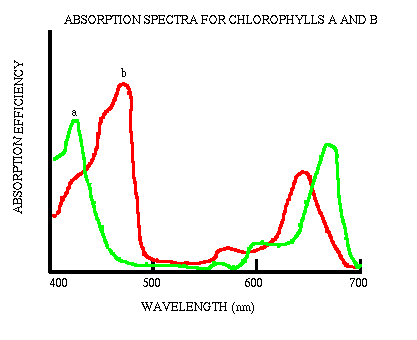 ABSORPTION SPECTRA FOR CHLOROPHYLLS A AND B
b
a
ABSORPTION EFFICIENCY
400 500 600 700
WAVELENGTH (nm)